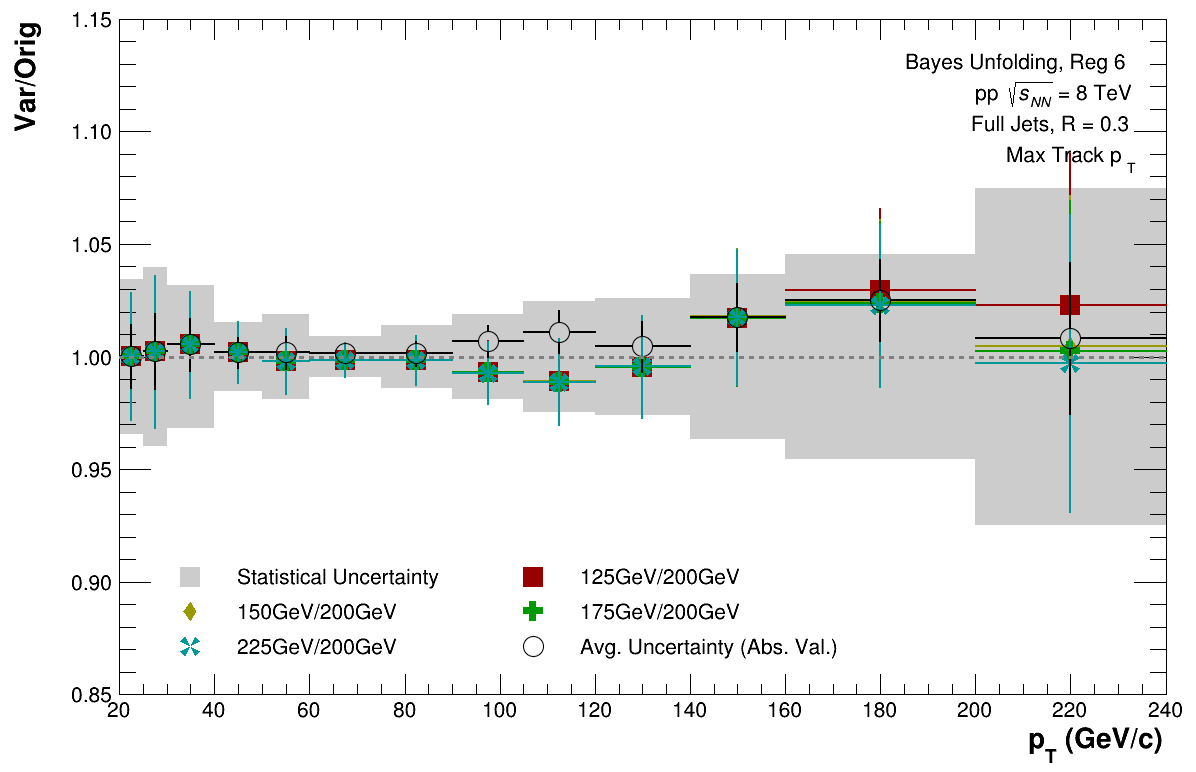 Var/Orig
1.15
1.10
1.05
1.00
0.95
0.90
0.85
Bayes Unfolding, Reg 6
pp √s_NN = 8 TeV
Full Jets, R = 0.3
Max Track p_T
Statistical Uncertainty
125GeV/200GeV
150GeV/200GeV
175GeV/200GeV
225GeV/200GeV
Avg. Uncertainty (Abs. Val.)
20 40 60 80 100 120 140 160 180 200 220 240
p_T (GeV/c)